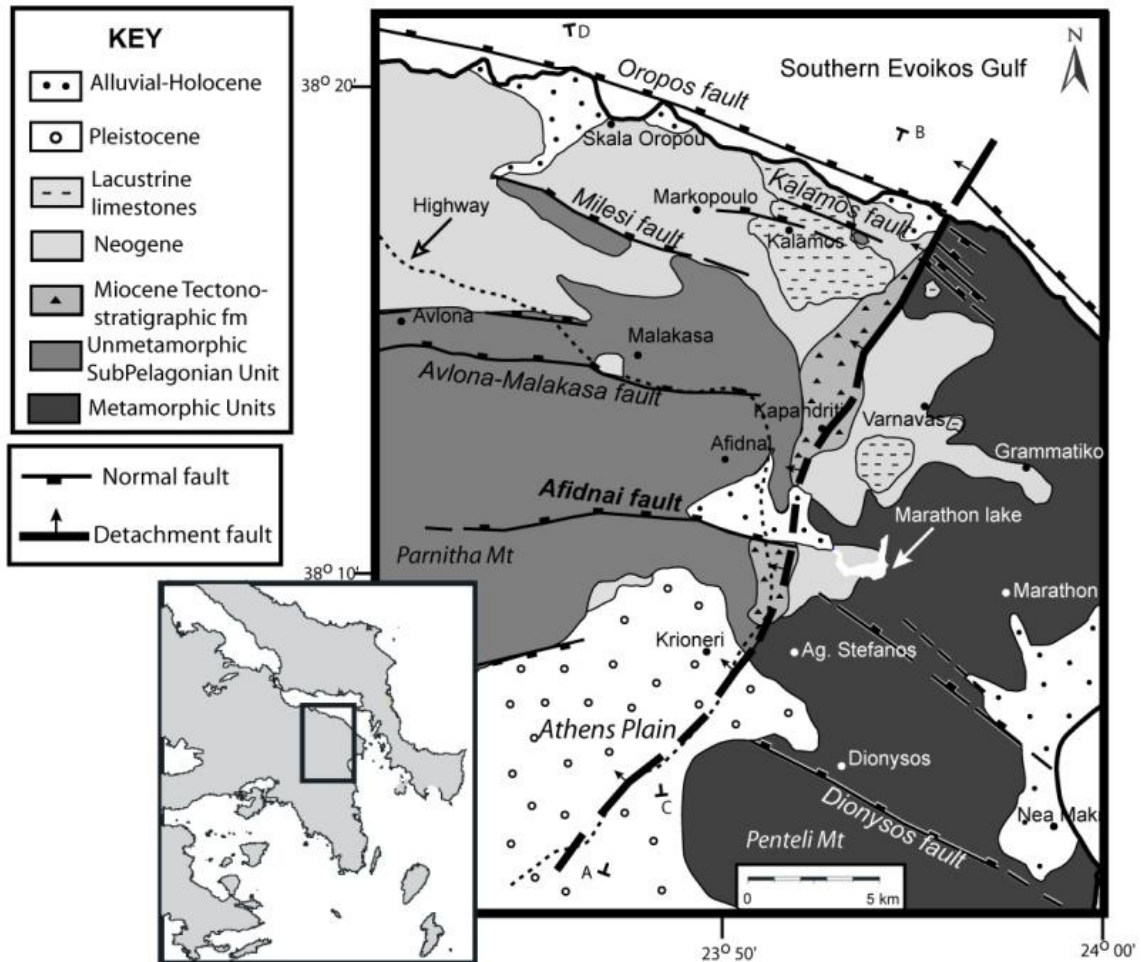 KEY
Alluvial-Holocene
Pleistocene
Lacustrine
limestones
Neogene
Miocene Tectono-
stratigraphic fm
Unmetamorphic
SubPelagonian Unit
Metamorphic Units
Normal fault
Detachment fault
D
N
Southern Evoikos Gulf
38° 20'
Oropos fault
B
Skala Oropou
Kalamos fault
Highway
Markopoulo
Milesi fault
Kalamos
Avlona
Malakasa
Avlona-Malakasa fault
Kapandriti
Varnavas
Afidnai
Grammatiko
Afidnai fault
Marathon lake
Parnitha Mt
38° 10'
Marathon
Krioneri
Ag. Stefanos
Athens Plain
Dionysos
C
Dionysos fault
Nea Maki
Penteli Mt
A
0 5 km
23° 50'
24° 00'